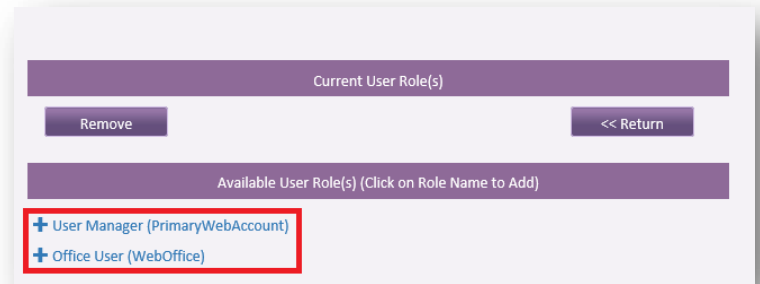 Current User Role(s)
Remove
<< Return
Available User Role(s) (Click on Role Name to Add)
User Manager (PrimaryWebAccount)
Office User (WebOffice)